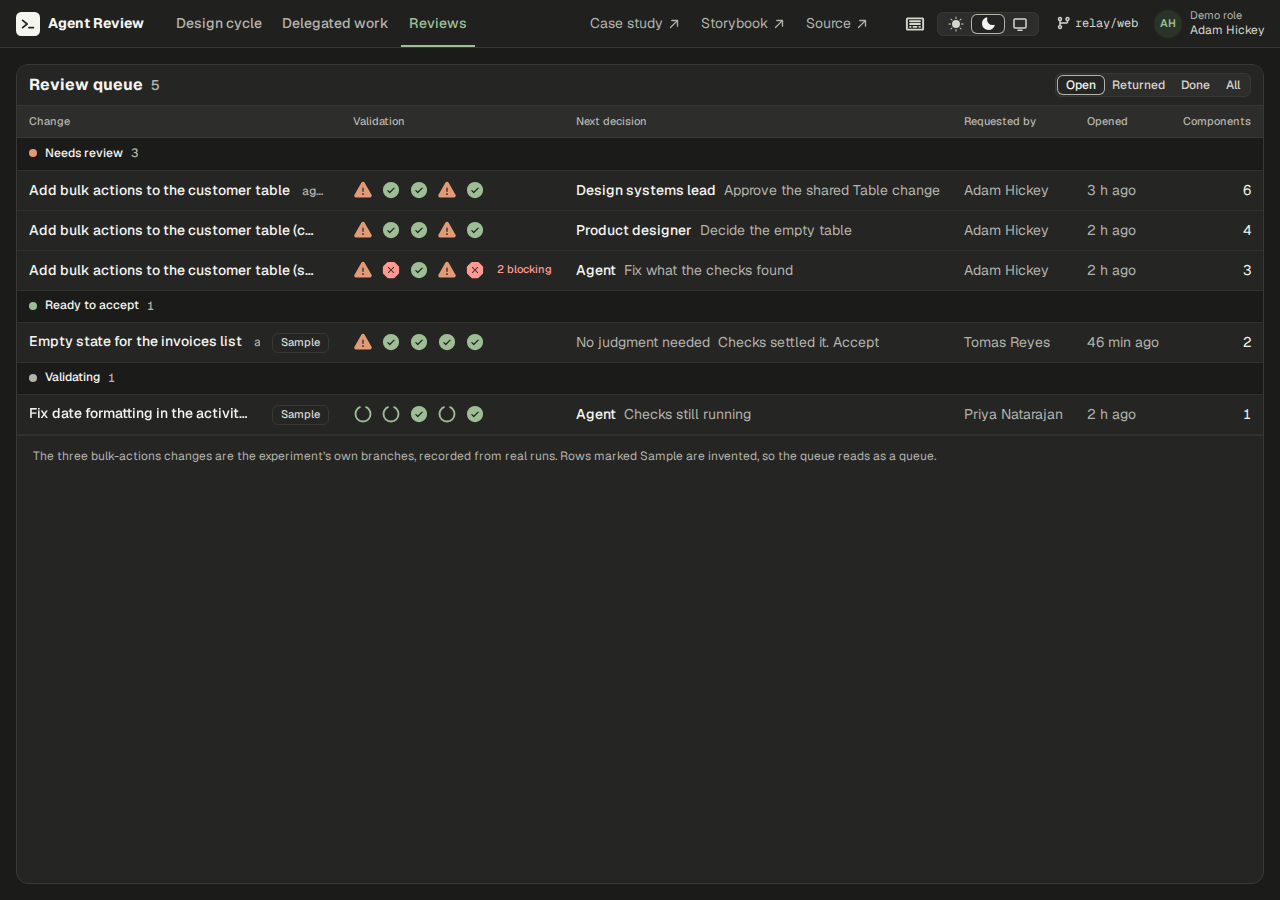 Agent Review Design cycle Delegated work Reviews Case study Storybook Source relay/web AH Demo role Adam Hickey
Review queue 5 Open Returned Done All
Change Validation Next decision Requested by Opened Components
Needs review 3
Add bulk actions to the customer table ag… Design systems lead Approve the shared Table change Adam Hickey 3 h ago 6
Add bulk actions to the customer table (c… Product designer Decide the empty table Adam Hickey 2 h ago 4
Add bulk actions to the customer table (s… 2 blocking Agent Fix what the checks found Adam Hickey 2 h ago 3
Ready to accept 1
Empty state for the invoices list a Sample No judgment needed Checks settled it. Accept Tomas Reyes 46 min ago 2
Validating 1
Fix date formatting in the activit… Sample Agent Checks still running Priya Natarajan 2 h ago 1
The three bulk-actions changes are the experiment's own branches, recorded from real runs. Rows marked Sample are invented, so the queue reads as a queue.